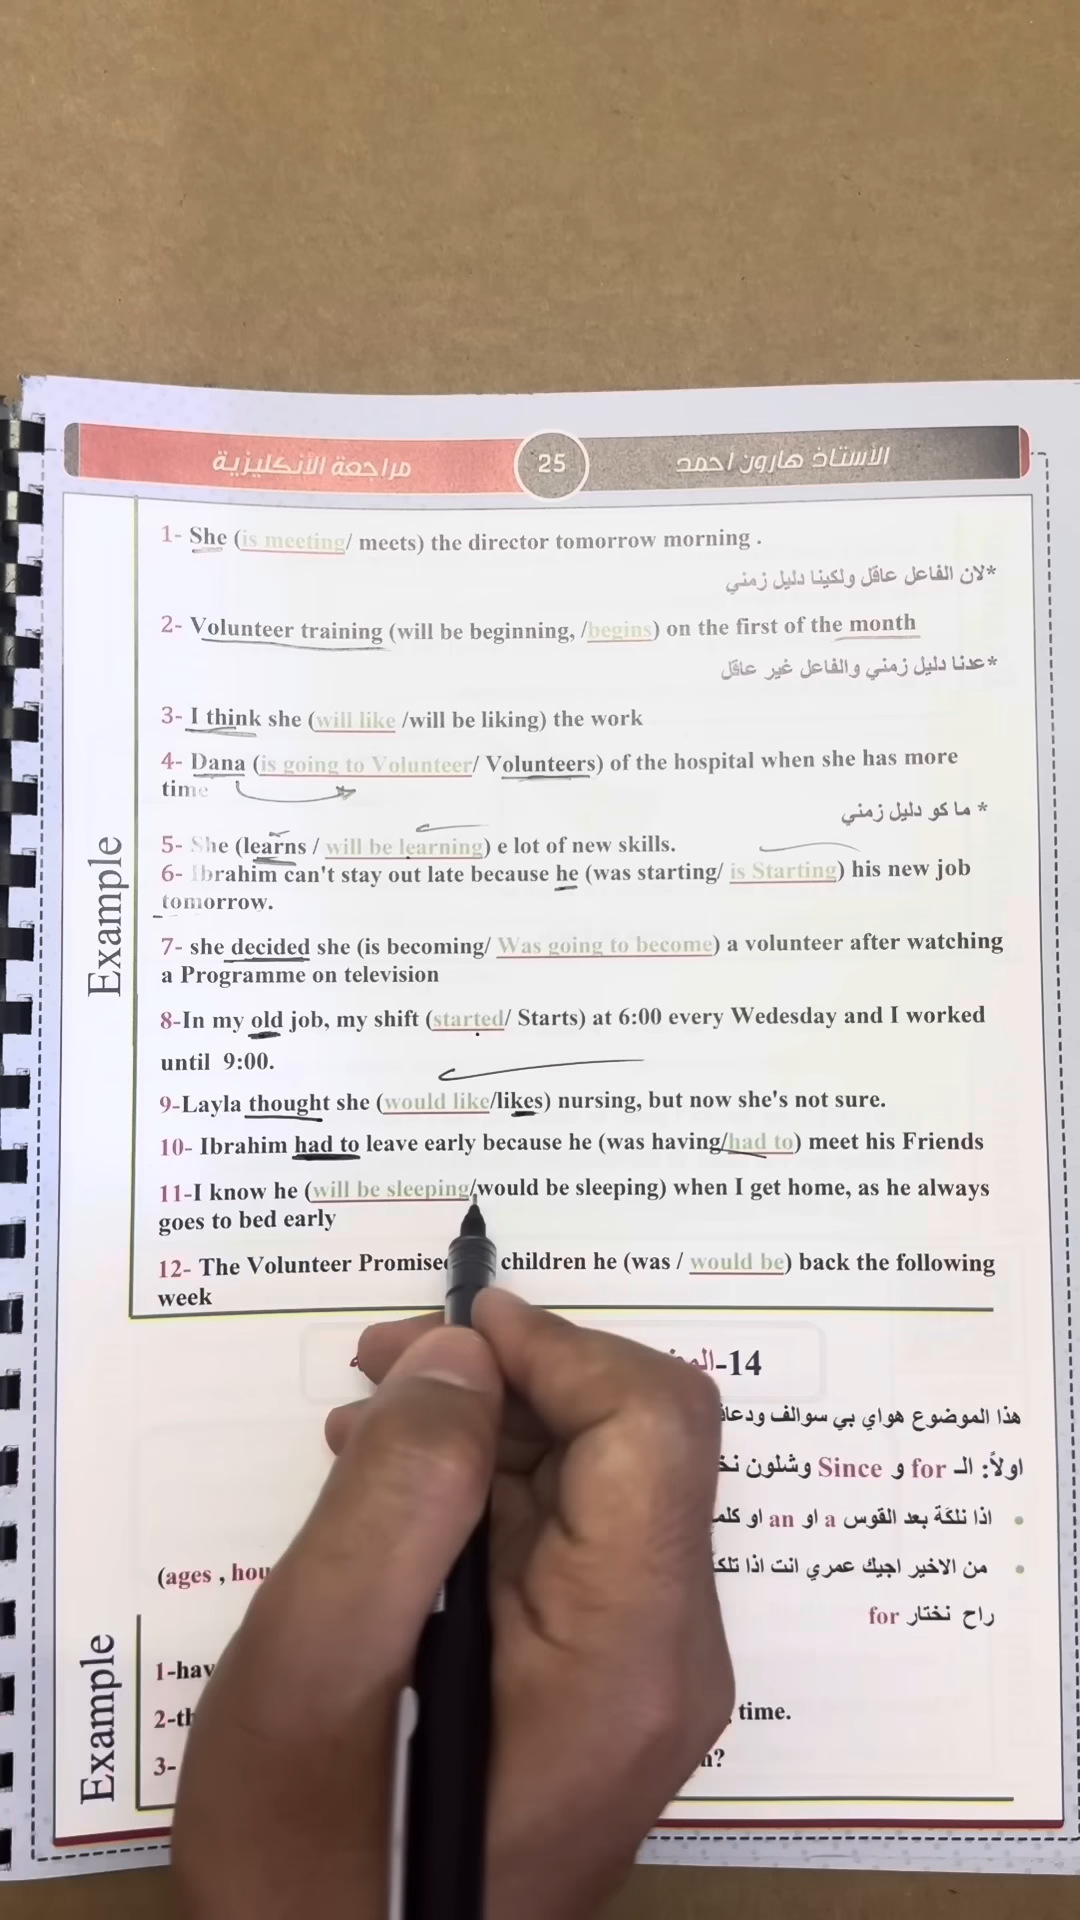 مراجعة الأنكليزية
25
الأستاذ هارون أحمد
Example
1- She (is meeting/ meets) the director tomorrow morning .
*لان الفاعل عاقل ولكينا دليل زمني
2- Volunteer training (will be beginning, /begins) on the first of the month
*عدنا دليل زمني والفاعل غير عاقل
3- I think she (will like /will be liking) the work
4- Dana (is going to Volunteer/ Volunteers) of the hospital when she has more
time
* ما كو دليل زمني
5- She (learns / will be learning) e lot of new skills.
6- Ibrahim can't stay out late because he (was starting/ is Starting) his new job
tomorrow.
7- she decided she (is becoming/ Was going to become) a volunteer after watching
a Programme on television
8-In my old job, my shift (started/ Starts) at 6:00 every Wedesday and I worked
until 9:00.
9-Layla thought she (would like/likes) nursing, but now she's not sure.
10- Ibrahim had to leave early because he (was having/had to) meet his Friends
11-I know he (will be sleeping/would be sleeping) when I get home, as he always
goes to bed early
12- The Volunteer children he (was / would be) back the following
week
14-
هذا الموضوع هواي بي سوالف
اولاً: الـ for و Since وشلون
اذا نلكة بعد القوس a او an او
من الاخير اجيك عمري انت اذا
(ages ,
راح نختار for
Example
1-
2- time.
3-